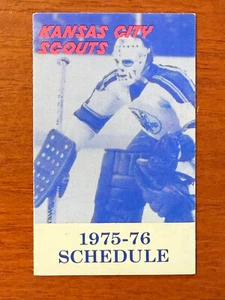 KANSAS CITY
SCOUTS
1975-76
SCHEDULE